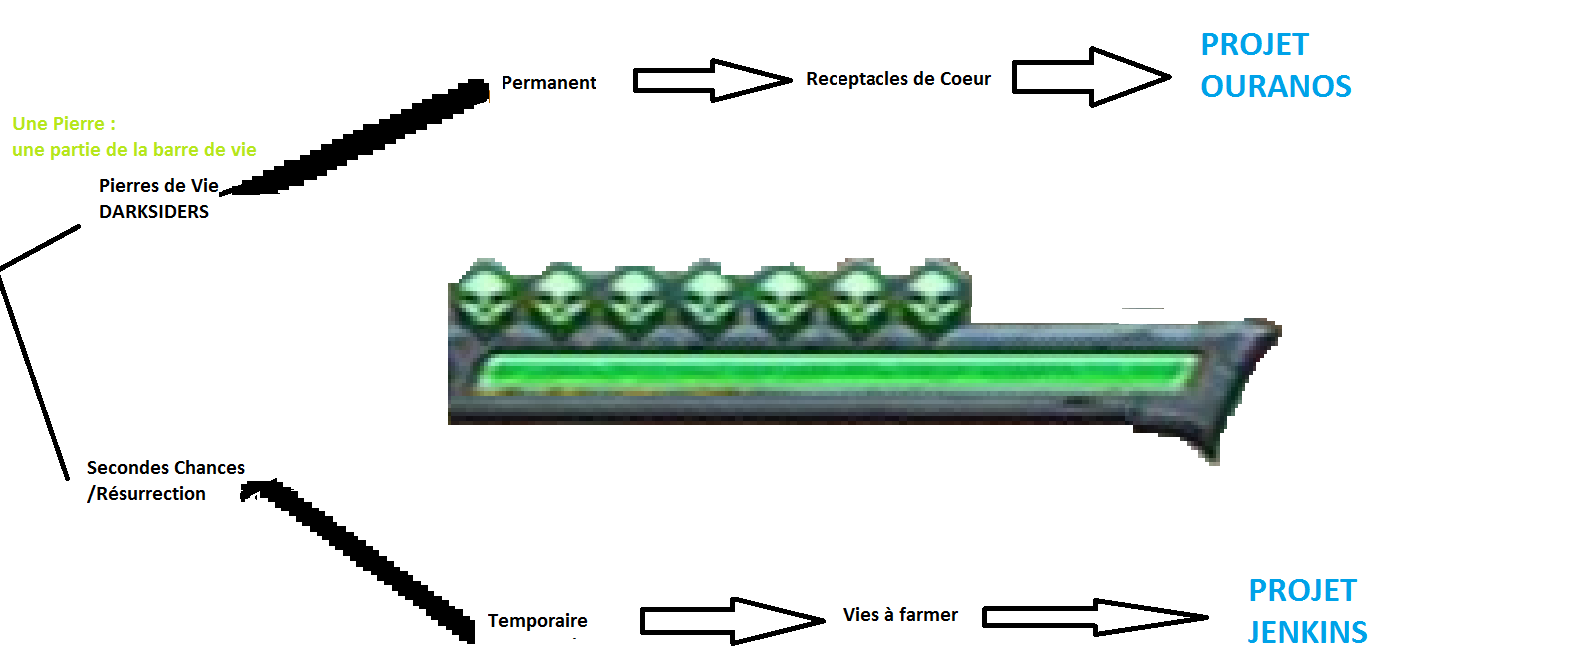 PROJET
OURANOS
Permanent
Receptacles de Coeur
Une Pierre :
une partie de la barre de vie
Pierres de Vie
DARKSIDERS
Secondes Chances
/Résurrection
Temporaire
Vies à farmer
PROJET
JENKINS